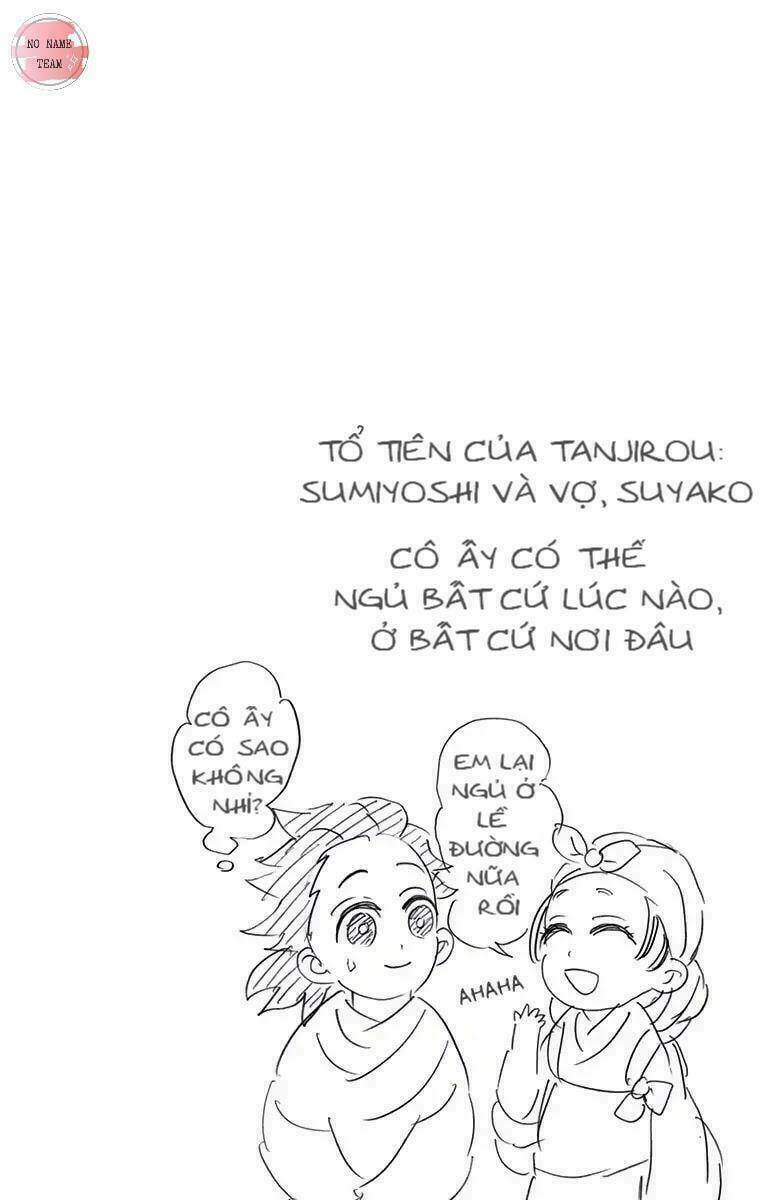 NO NAME
TEAM
TỔ TIÊN CỦA TANJIROU:
SUMIYOSHI VÀ VỢ, SUYAKO
CÔ ẤY CÓ THỂ
NGỦ BẤT CỨ LÚC NÀO,
Ở BẤT CỨ NƠI ĐÂU
CÔ ẤY
CÓ SAO
KHÔNG
NHỈ?
EM LẠI
NGỦ Ở
LỀ
ĐƯỜNG
NỮA
RỒI
AHAHA